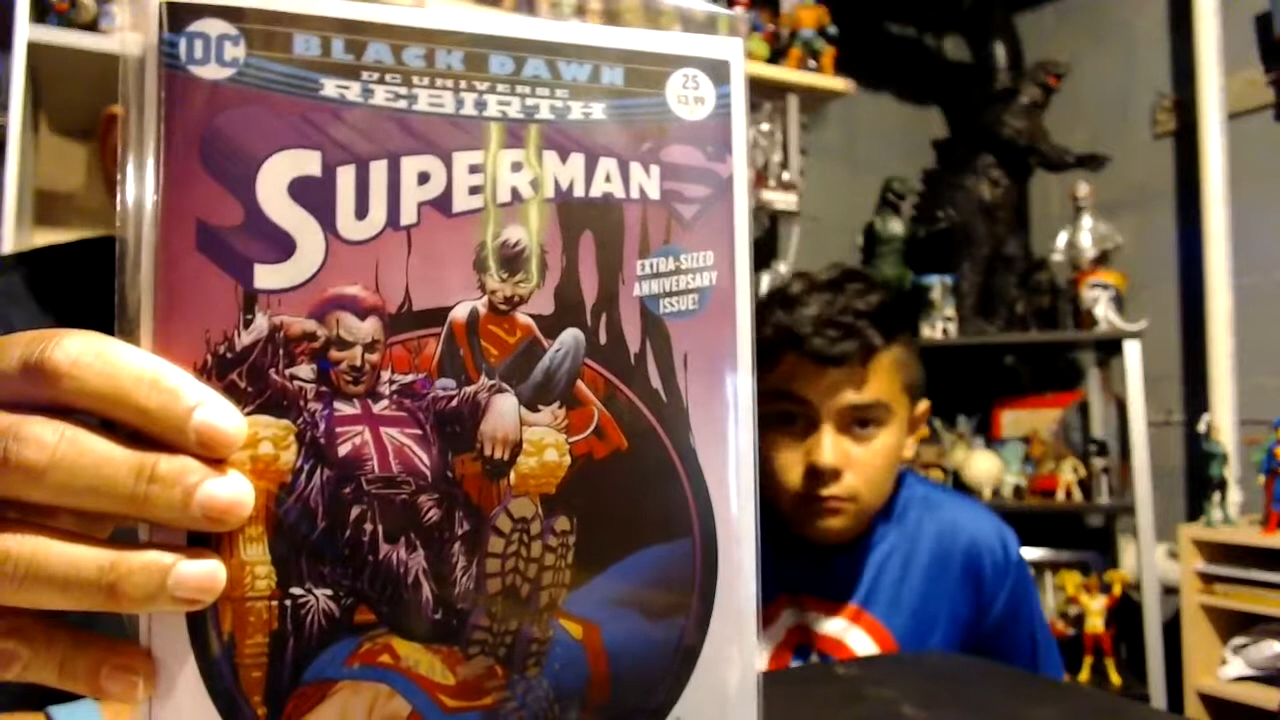 DC
BLACK DAWN
DC UNIVERSE
REBIRTH
25
$3.99
SUPERMAN
EXTRA-SIZED
ANNIVERSARY
ISSUE!